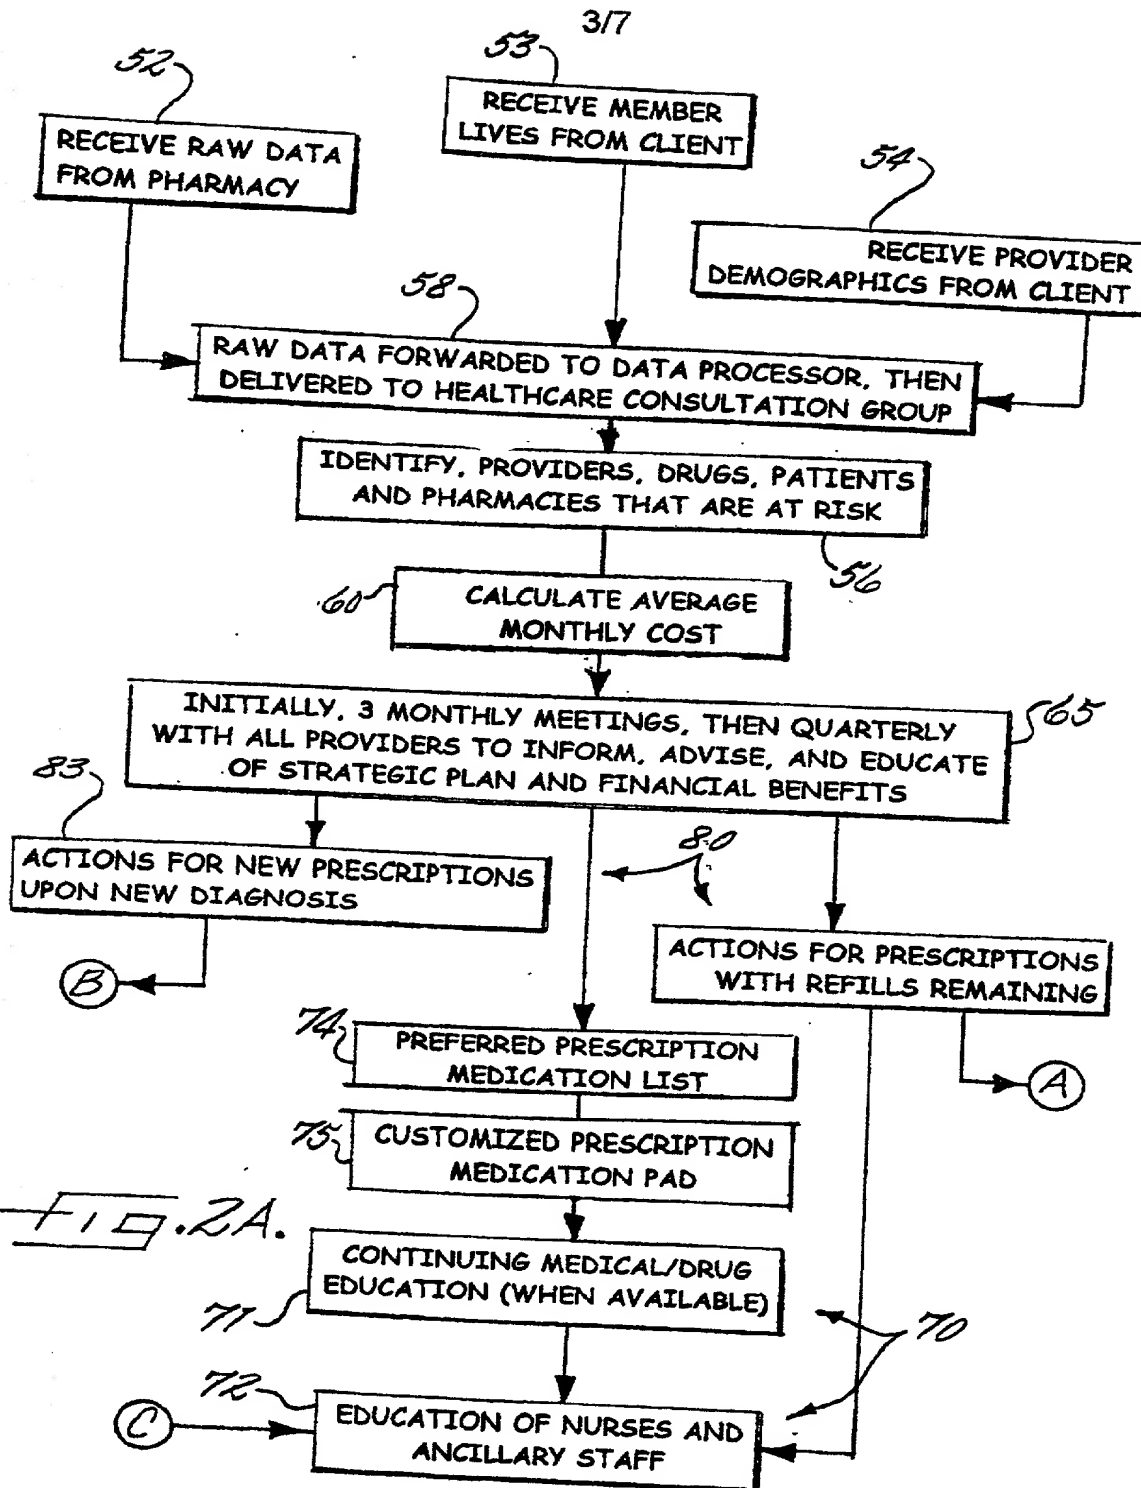 3/7
52
53
RECEIVE RAW DATA
FROM PHARMACY
RECEIVE MEMBER
LIVES FROM CLIENT
54
RECEIVE PROVIDER
DEMOGRAPHICS FROM CLIENT
58
RAW DATA FORWARDED TO DATA PROCESSOR, THEN
DELIVERED TO HEALTHCARE CONSULTATION GROUP
IDENTIFY, PROVIDERS, DRUGS, PATIENTS
AND PHARMACIES THAT ARE AT RISK
56
60
CALCULATE AVERAGE
MONTHLY COST
65
INITIALLY, 3 MONTHLY MEETINGS, THEN QUARTERLY
WITH ALL PROVIDERS TO INFORM, ADVISE, AND EDUCATE
OF STRATEGIC PLAN AND FINANCIAL BENEFITS
83
80
ACTIONS FOR NEW PRESCRIPTIONS
UPON NEW DIAGNOSIS
ACTIONS FOR PRESCRIPTIONS
WITH REFILLS REMAINING
B
A
74
PREFERRED PRESCRIPTION
MEDICATION LIST
75
CUSTOMIZED PRESCRIPTION
MEDICATION PAD
Fig. 2A.
CONTINUING MEDICAL/DRUG
EDUCATION (WHEN AVAILABLE)
71
70
72
C
EDUCATION OF NURSES AND
ANCILLARY STAFF